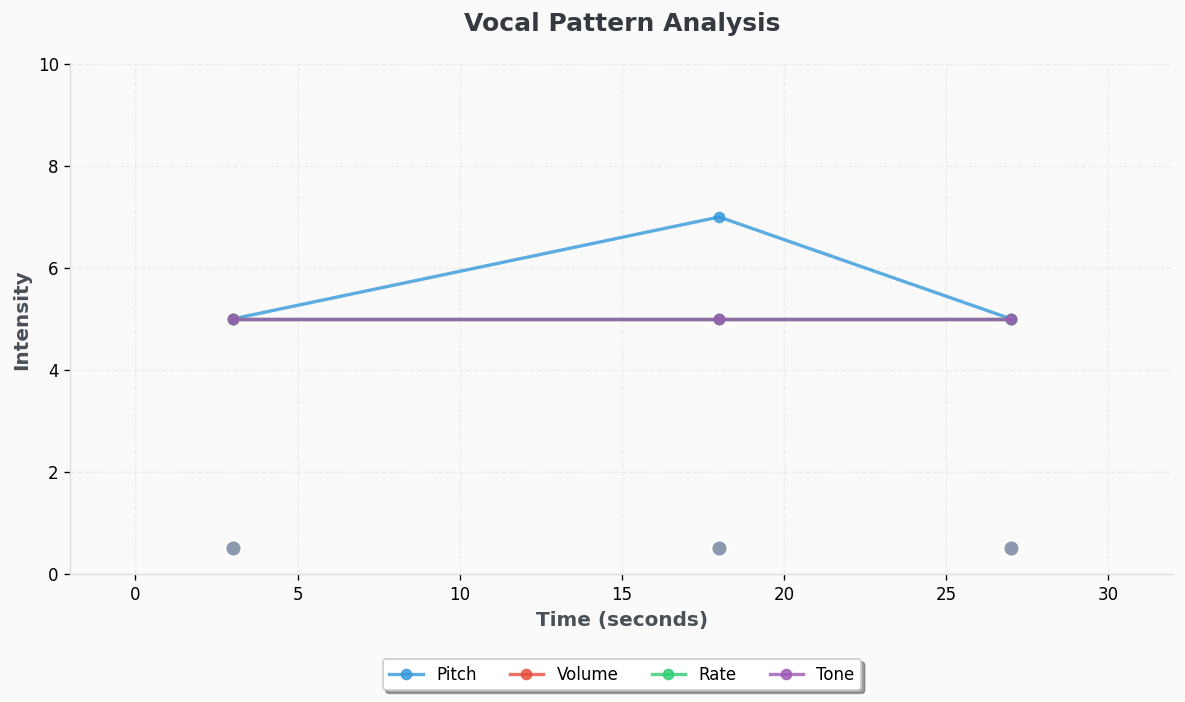 Vocal Pattern Analysis
10
8
6
4
2
0
Intensity
0 5 10 15 20 25 30
Time (seconds)
Pitch Volume Rate Tone